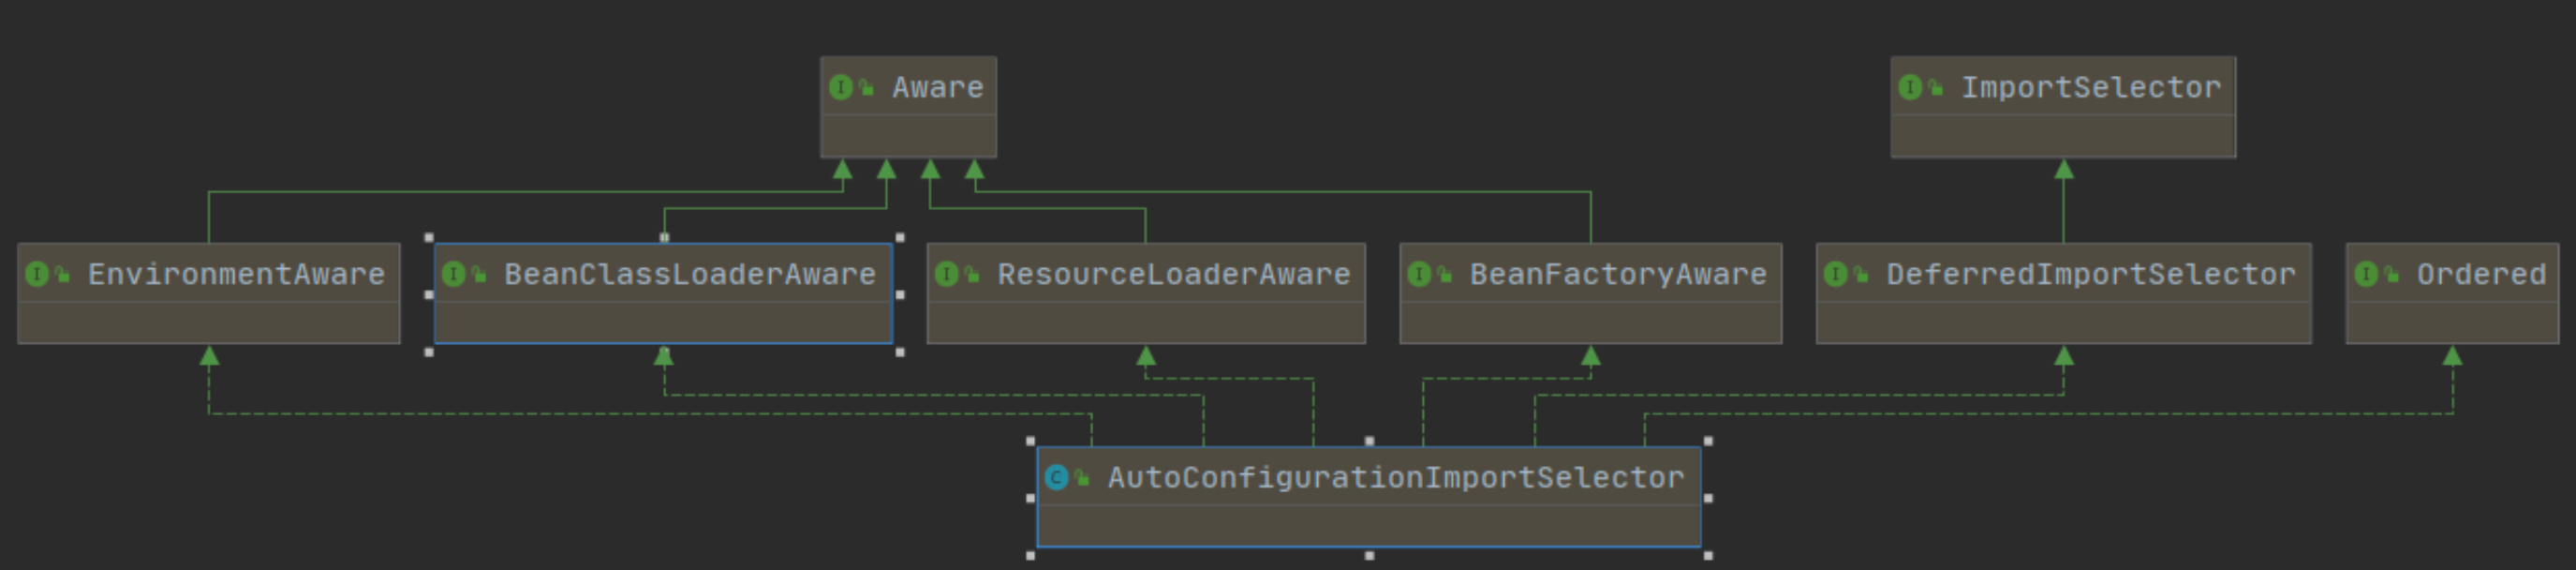 Aware
ImportSelector
EnvironmentAware
BeanClassLoaderAware
ResourceLoaderAware
BeanFactoryAware
DeferredImportSelector
Ordered
AutoConfigurationImportSelector